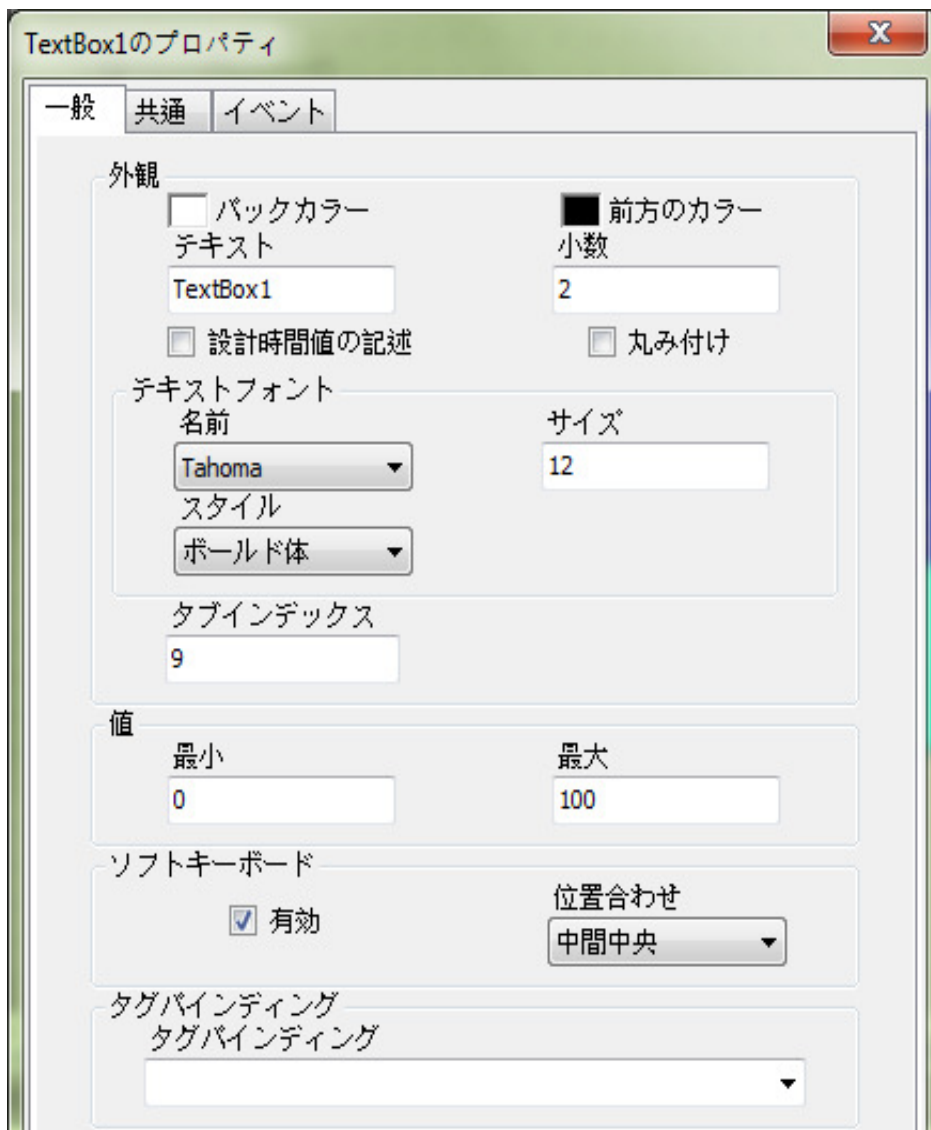 TextBox1のプロパティ
一般 共通 イベント
外観
バックカラー 前方のカラー
テキスト 小数
TextBox1 2
設計時間値の記述 丸み付け
テキストフォント
名前 サイズ
Tahoma 12
スタイル
ボールド体
タブインデックス
9
値
最小 最大
0 100
ソフトキーボード
有効 位置合わせ
中間中央
タグバインディング
タグバインディング